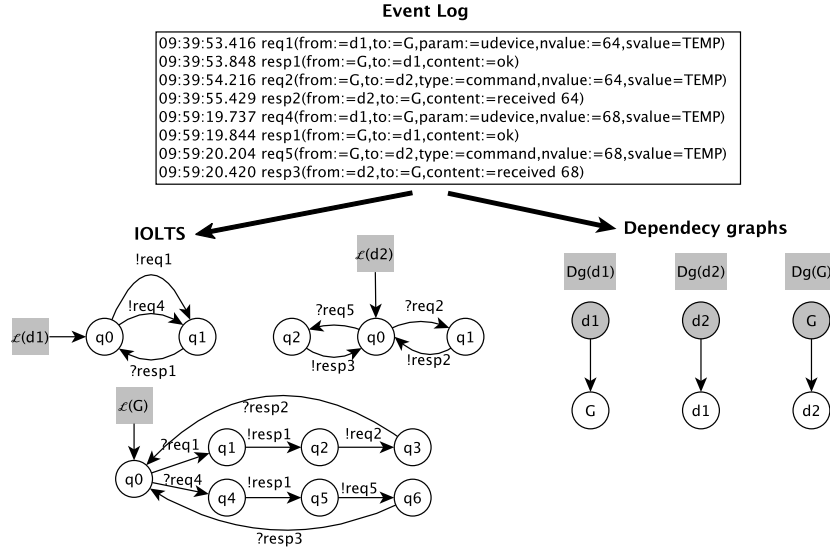 Event Log
09:39:53.416 req1(from:=d1,to:=G,param:=udevice,nvalue:=64,svalue=TEMP)
09:39:53.848 resp1(from:=G,to:=d1,content:=ok)
09:39:54.216 req2(from:=G,to:=d2,type:=command,nvalue:=64,svalue:=TEMP)
09:39:55.429 resp2(from:=d2,to:=G,content:=received 64)
09:59:19.737 req4(from:=d1,to:=G,param:=udevice,nvalue:=68,svalue=TEMP)
09:59:19.844 resp1(from:=G,to:=d1,content:=ok)
09:59:20.204 req5(from:=G,to:=d2,type:=command,nvalue:=68,svalue:=TEMP)
09:59:20.420 resp3(from:=d2,to:=G,content:=received 68)
IOLTS
Dependecy graphs
!req1
!req4
ℒ(d1)
q0
q1
?resp1
ℒ(d2)
?req5
?req2
q2
q0
q1
!resp3
!resp2
Dg(d1)
Dg(d2)
Dg(G)
d1
d2
G
G
d1
d2
ℒ(G)
?resp2
?req1
q1
!resp1
q2
!req2
q3
q0
?req4
q4
!resp1
q5
!req5
q6
?resp3